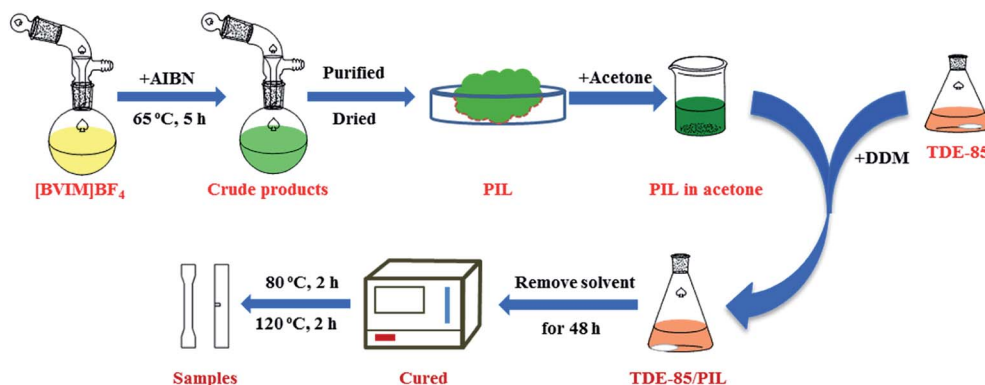 +AIBN
65 °C, 5 h
Purified
Dried
+Acetone
+DDM
TDE-85
[BVIM]BF₄
Crude products
PIL
PIL in acetone
80 °C, 2 h
120 °C, 2 h
Remove solvent
for 48 h
Samples
Cured
TDE-85/PIL